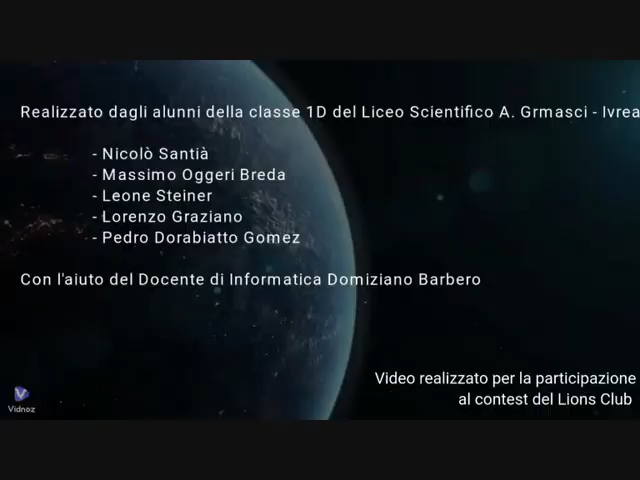 Realizzato dagli alunni della classe 1D del Liceo Scientifico A. Grmasci - Ivrea
- Nicolò Santià
- Massimo Oggeri Breda
- Leone Steiner
- Lorenzo Graziano
- Pedro Dorabiatto Gomez
Con l'aiuto del Docente di Informatica Domiziano Barbero
Video realizzato per la participazione
al contest del Lions Club
Vidnoz